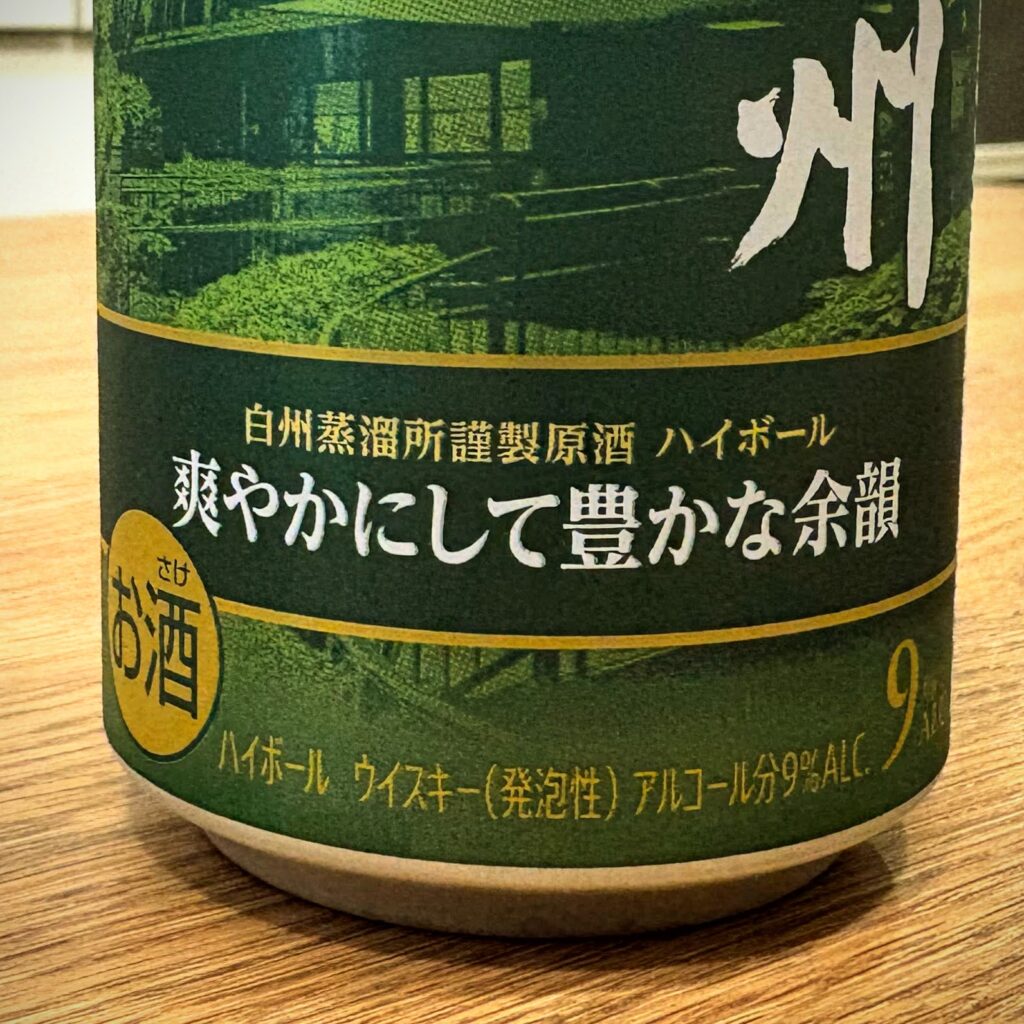 州
白州蒸溜所謹製原酒 ハイボール
爽やかにして豊かな余韻
さけ
お酒
9
ハイボール ウイスキー(発泡性) アルコール分9%ALC.